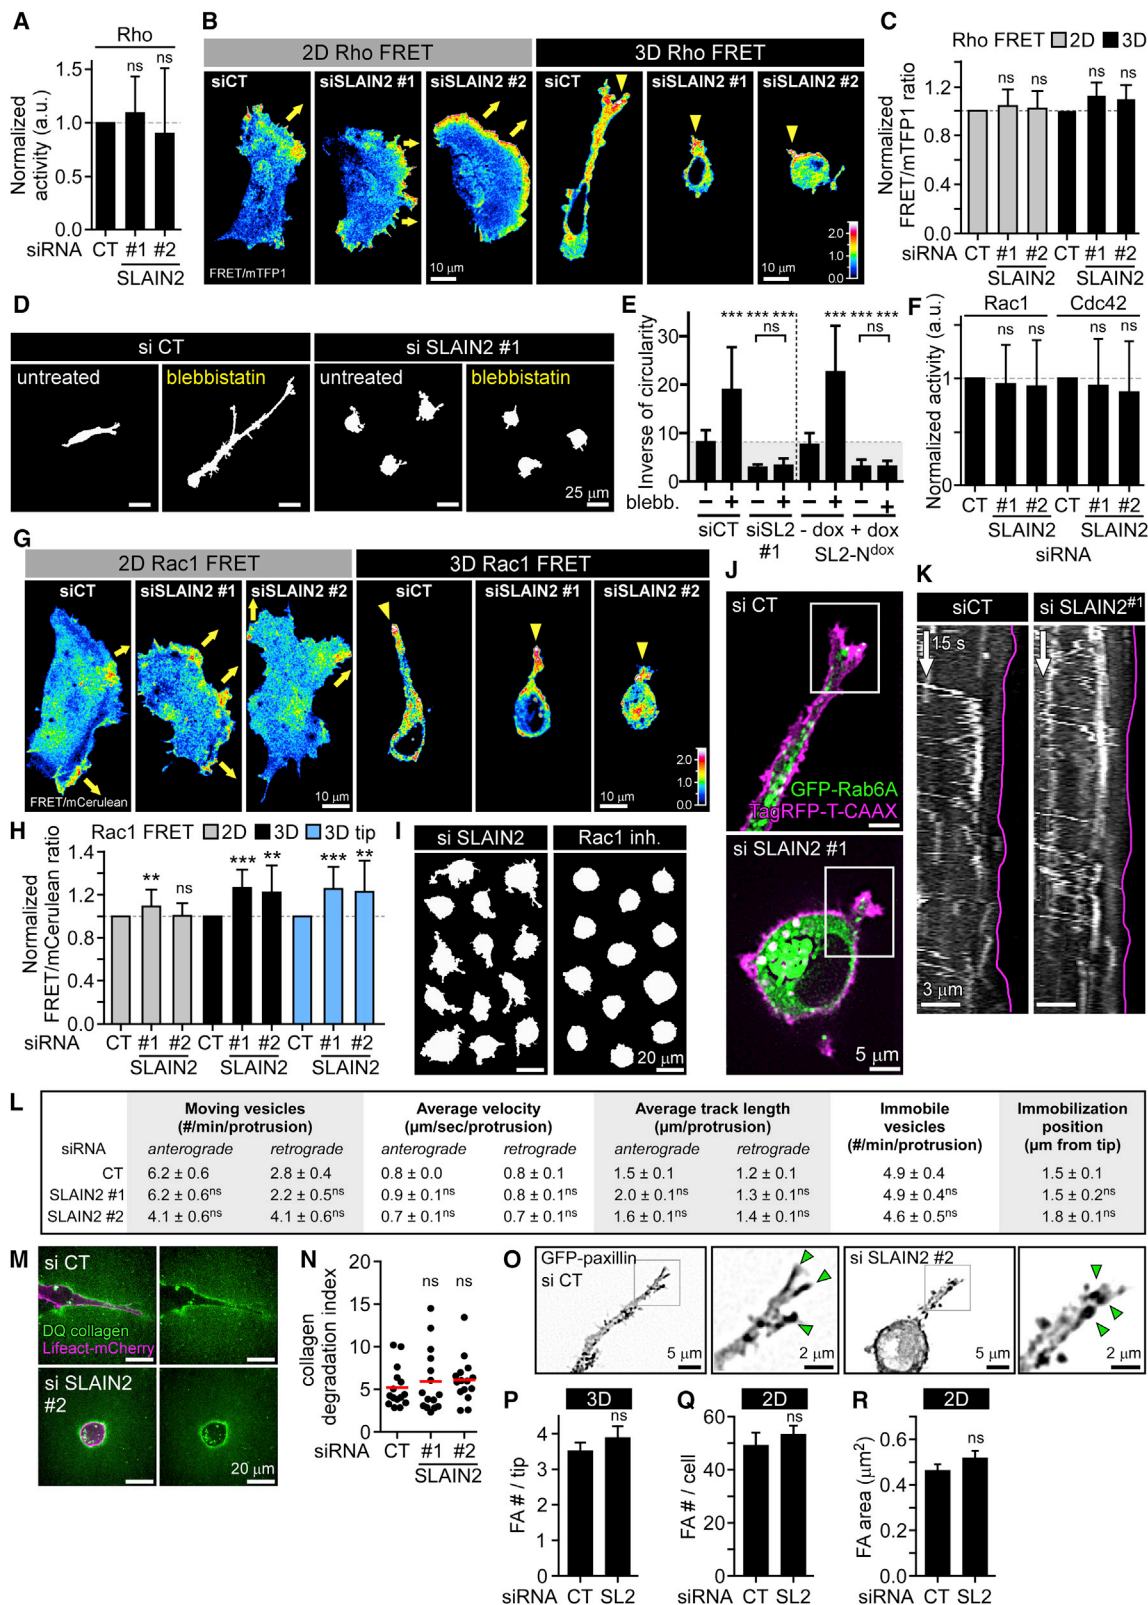 A
Rho
ns
ns
1.5
1.0
0.5
0.0
Normalized
activity (a.u.)
siRNA CT #1 #2
SLAIN2
B
2D Rho FRET
3D Rho FRET
siCT
siSLAIN2 #1
siSLAIN2 #2
siCT
siSLAIN2 #1
siSLAIN2 #2
FRET/mTFP1
10 µm
10 µm
2.0
1.0
0.0
C
Rho FRET 2D 3D
Normalized
FRET/mTFP1 ratio
1.2
1.0
0.4
0.0
ns ns ns ns
CT #1 #2 CT #1 #2
SLAIN2 SLAIN2
D
si CT
si SLAIN2 #1
untreated
blebbistatin
untreated
blebbistatin
25 µm
E
Inverse of circularity
30
20
10
0
*** *** *** *** *** ***
ns
ns
blebb. – + – + – + – +
siCT siSL2 - dox + dox
#1 SL2-Ndox
F
Rac1 Cdc42
Normalized activity (a.u.)
1
0
ns ns ns ns
CT #1 #2 CT #1 #2
SLAIN2 SLAIN2
siRNA
G
2D Rac1 FRET
3D Rac1 FRET
siCT
siSLAIN2 #1
siSLAIN2 #2
siCT
siSLAIN2 #1
siSLAIN2 #2
FRET/mCerulean
10 µm
10 µm
2.0
1.0
0.0
H
Rac1 FRET 2D 3D 3D tip
Normalized
FRET/mCerulean ratio
1.4
1.2
0.4
0.0
** ns *** ** *** **
siRNA CT #1 #2 CT #1 #2 CT #1 #2
SLAIN2 SLAIN2 SLAIN2
I
si SLAIN2
Rac1 inh.
20 µm
J
si CT
GFP-Rab6A
TagRFP-T-CAAX
si SLAIN2 #1
5 µm
K
siCT
si SLAIN2#1
15 s
3 µm
L
Moving vesicles (#/min/protrusion) Average velocity (µm/sec/protrusion) Average track length (µm/protrusion) Immobile vesicles (#/min/protrusion) Immobilization position (µm from tip)
siRNA anterograde retrograde anterograde retrograde anterograde retrograde
CT 6.2 ± 0.6 2.8 ± 0.4 0.8 ± 0.0 0.8 ± 0.1 1.5 ± 0.1 1.2 ± 0.1 4.9 ± 0.4 1.5 ± 0.1
SLAIN2 #1 6.2 ± 0.6ns 2.2 ± 0.5ns 0.9 ± 0.1ns 0.8 ± 0.1ns 2.0 ± 0.1ns 1.3 ± 0.1ns 4.9 ± 0.4ns 1.5 ± 0.2ns
SLAIN2 #2 4.1 ± 0.6ns 4.1 ± 0.6ns 0.7 ± 0.1ns 0.7 ± 0.1ns 1.6 ± 0.1ns 1.4 ± 0.1ns 4.6 ± 0.5ns 1.8 ± 0.1ns
M
si CT
DQ collagen
Lifeact-mCherry
si SLAIN2
#2
20 µm
N
collagen
degradation index
20
15
10
5
0
ns ns
siRNA CT #1 #2
SLAIN2
O
GFP-paxillin
si CT
5 µm
2 µm
si SLAIN2 #2
5 µm
2 µm
P
3D
FA # / tip
4
3
2
1
0
ns
siRNA CT SL2
Q
2D
FA # / cell
60
40
20
0
ns
siRNA CT SL2
R
2D
FA area (µm2)
0.6
0.4
0.2
0.0
ns
siRNA CT SL2